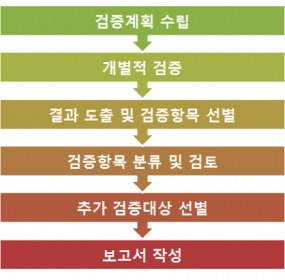 검증계획 수립
개별적 검증
결과 도출 및 검증항목 선별
검증항목 분류 및 검토
추가 검증대상 선별
보고서 작성